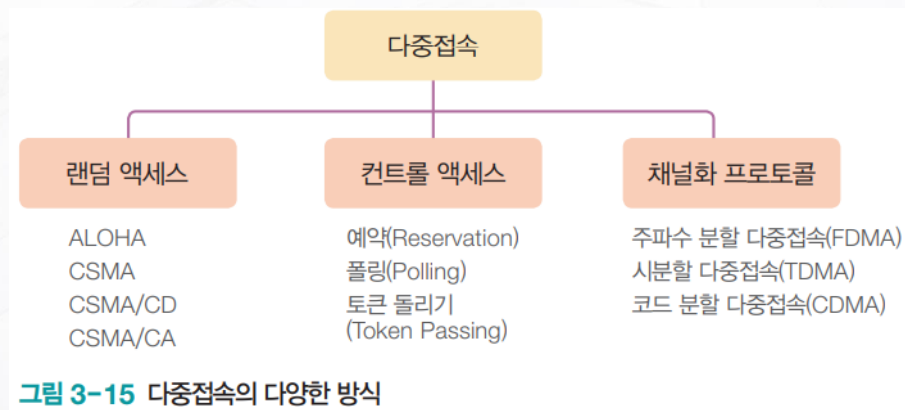 다중접속
랜덤 액세스
컨트롤 액세스
채널화 프로토콜
ALOHA
CSMA
CSMA/CD
CSMA/CA
예약(Reservation)
폴링(Polling)
토큰 돌리기
(Token Passing)
주파수 분할 다중접속(FDMA)
시분할 다중접속(TDMA)
코드 분할 다중접속(CDMA)
그림 3-15 다중접속의 다양한 방식